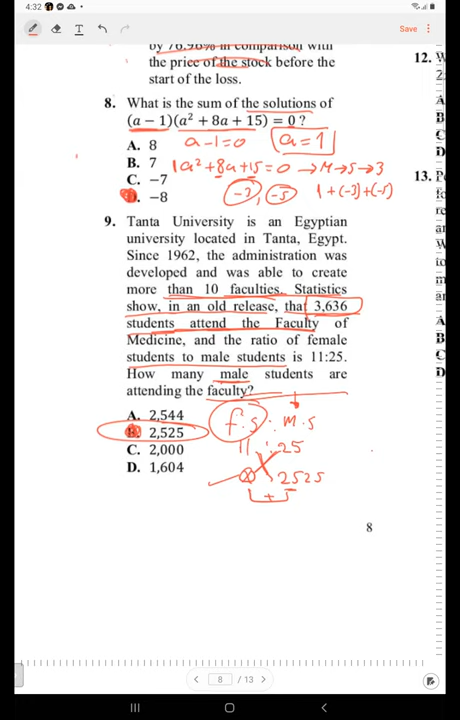 4:32
Save
by 76.96% in comparison with
the price of the stock before the
start of the loss.
8. What is the sum of the solutions of
(a − 1)(a² + 8a + 15) = 0 ?
a-1=0 a=1
A. 8
B. 7
1a²+8a+15=0 → M→5→3
C. −7
-3, -5 1+(-3)+(-5)
D. −8
9. Tanta University is an Egyptian
university located in Tanta, Egypt.
Since 1962, the administration was
developed and was able to create
more than 10 faculties. Statistics
show, in an old release, that 3,636
students attend the Faculty of
Medicine, and the ratio of female
students to male students is 11:25.
How many male students are
attending the faculty?
A. 2,544
f.s : m.s
B. 2,525
11 : 25
C. 2,000
2525
D. 1,604
8
12.
A
B
C
D
13.
A
B
C
D
8 / 13